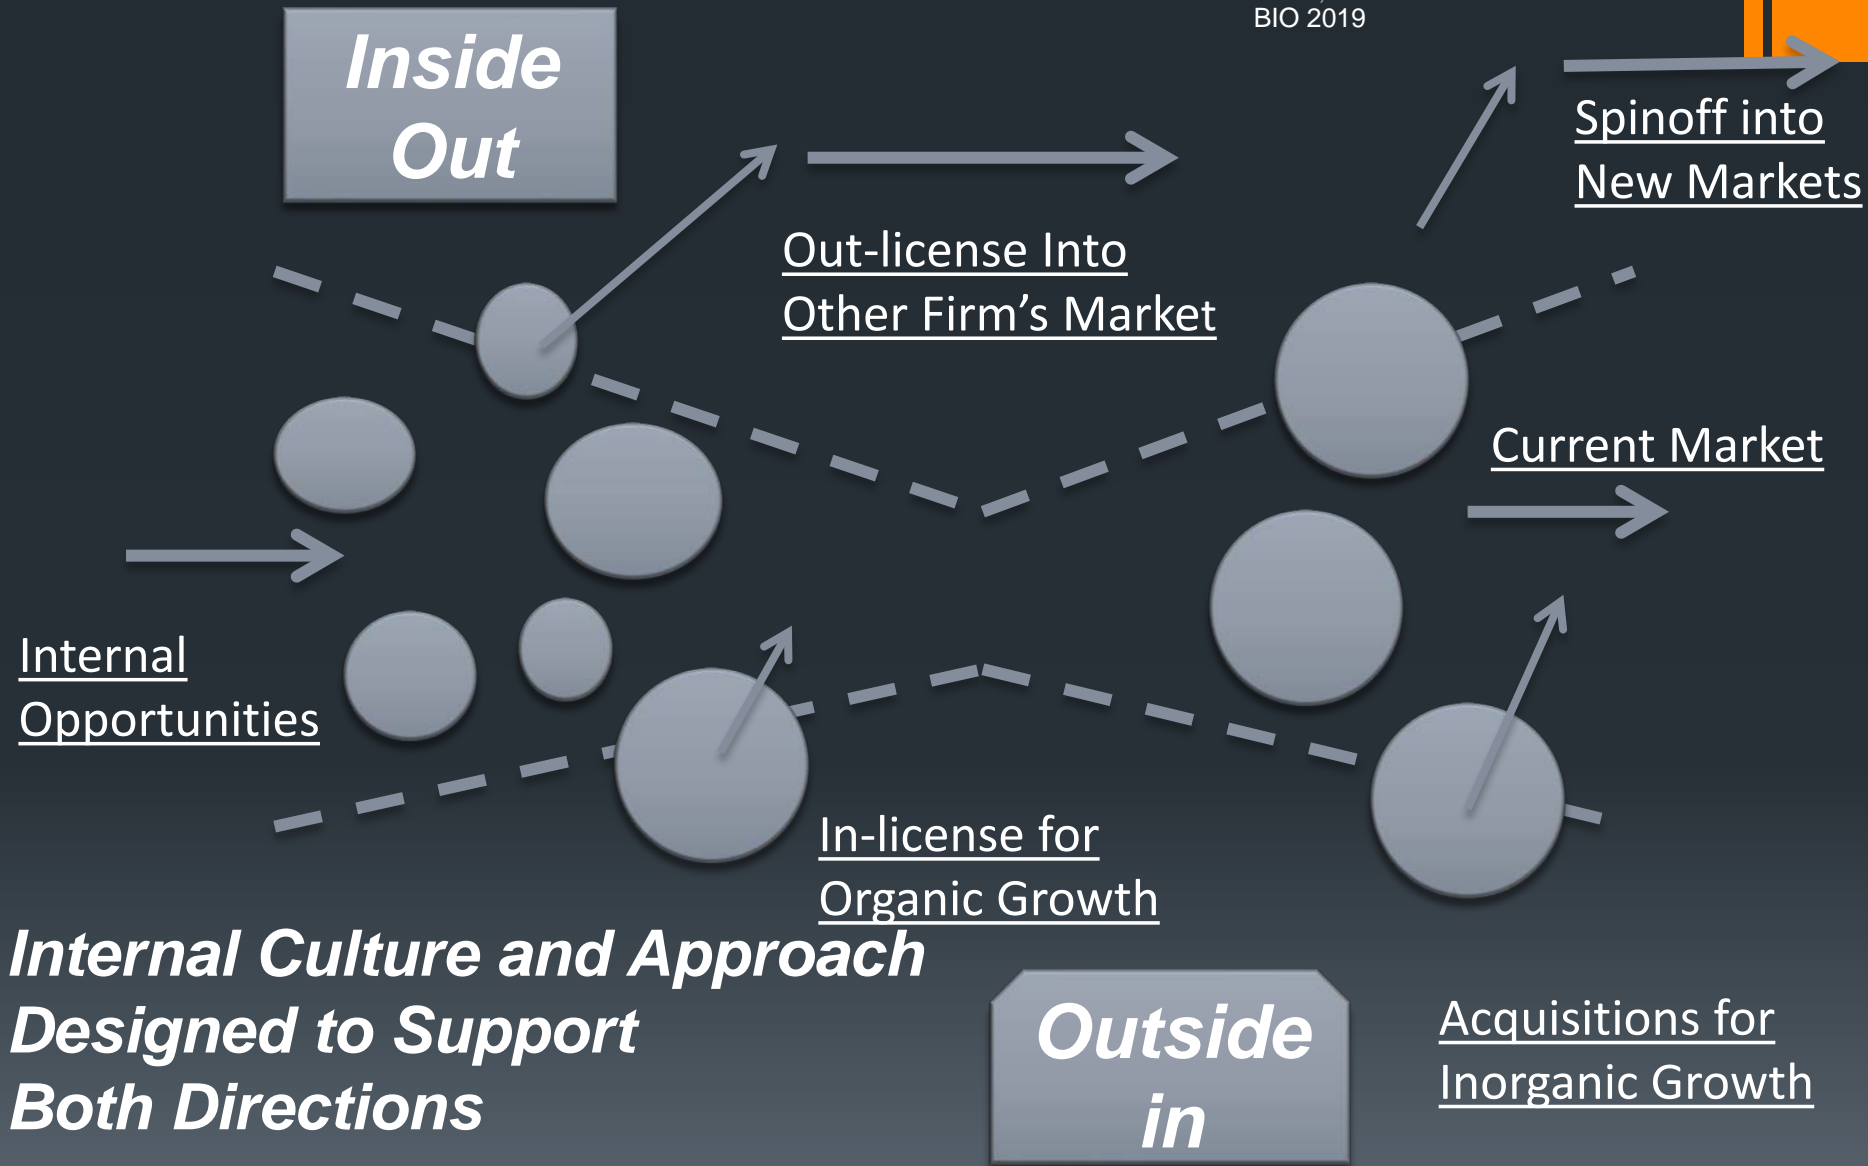 BIO 2019
Inside
Out
Spinoff into
New Markets
Out-license Into
Other Firm’s Market
Current Market
Internal
Opportunities
In-license for
Organic Growth
Internal Culture and Approach
Designed to Support
Both Directions
Outside
in
Acquisitions for
Inorganic Growth